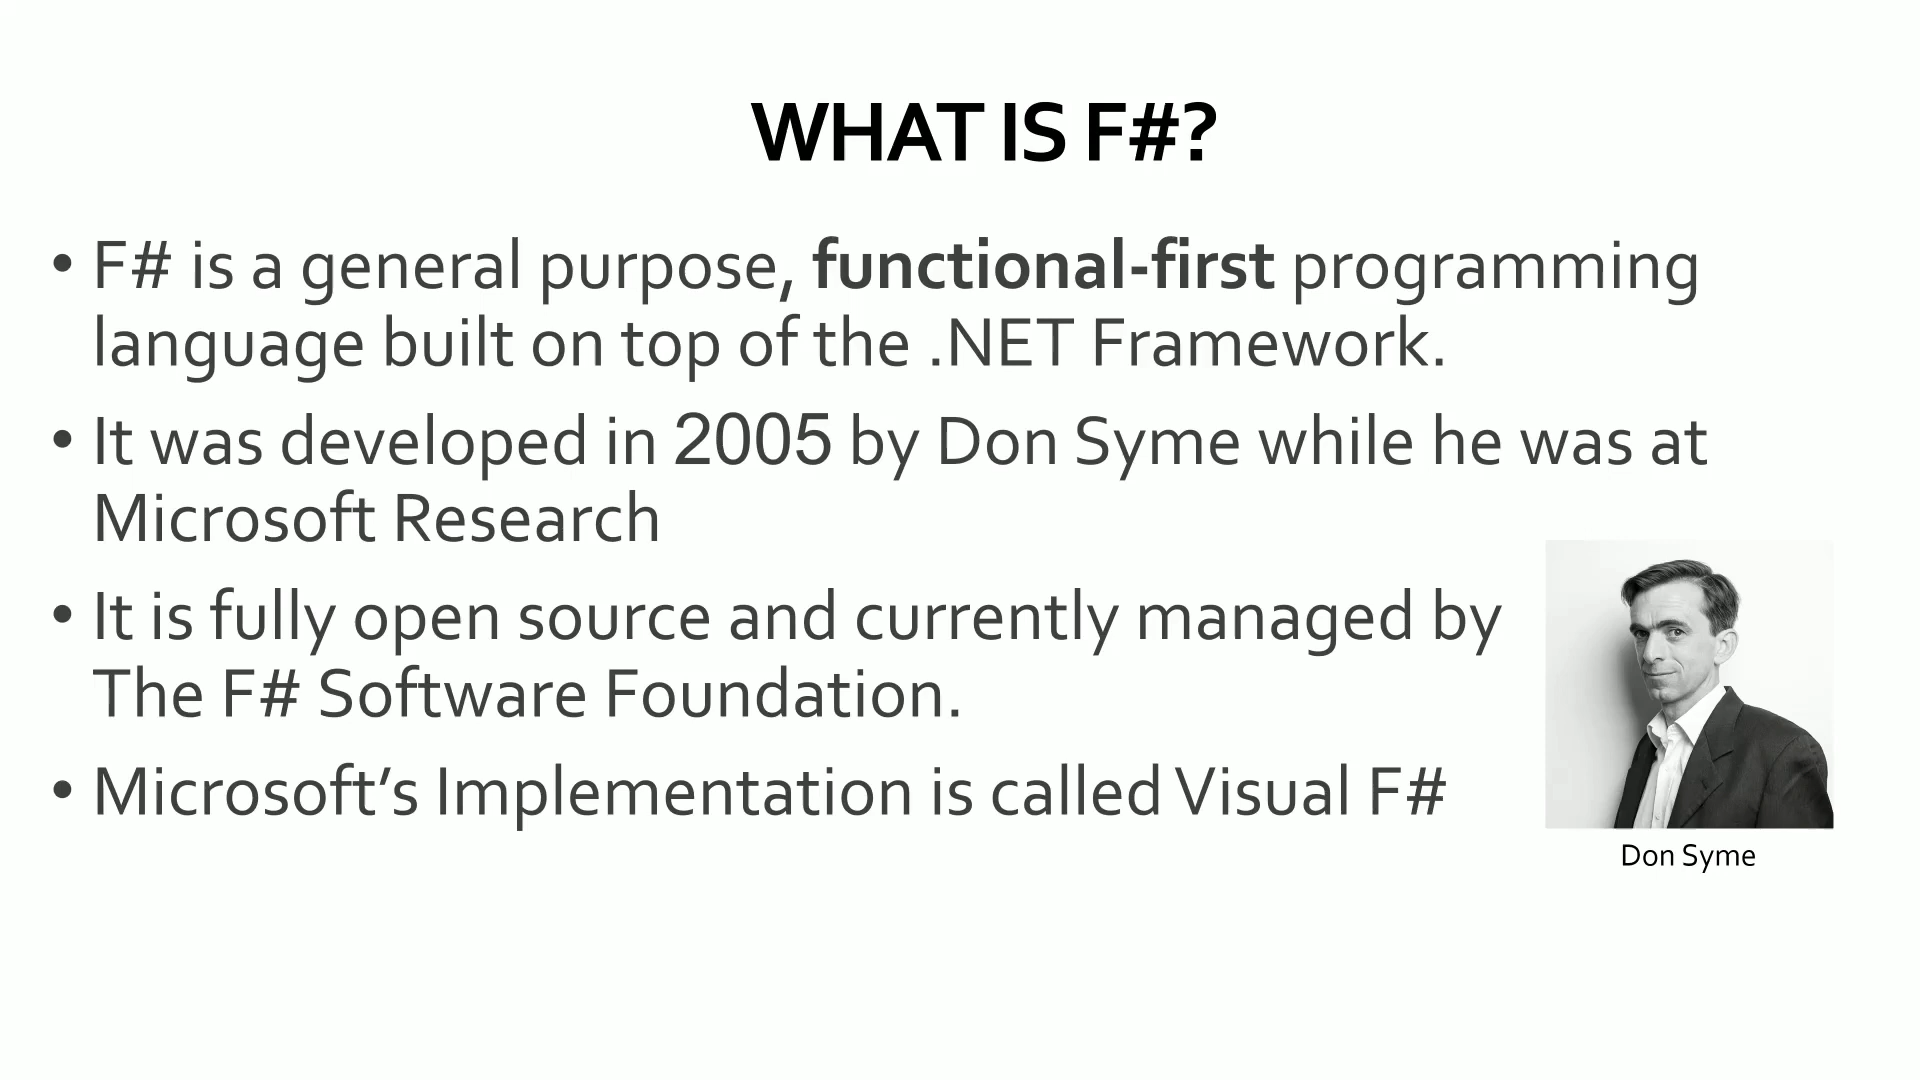 WHAT IS F#?
• F# is a general purpose, functional-first programming
language built on top of the .NET Framework.
• It was developed in 2005 by Don Syme while he was at
Microsoft Research
• It is fully open source and currently managed by
The F# Software Foundation.
• Microsoft’s Implementation is called Visual F#
Don Syme